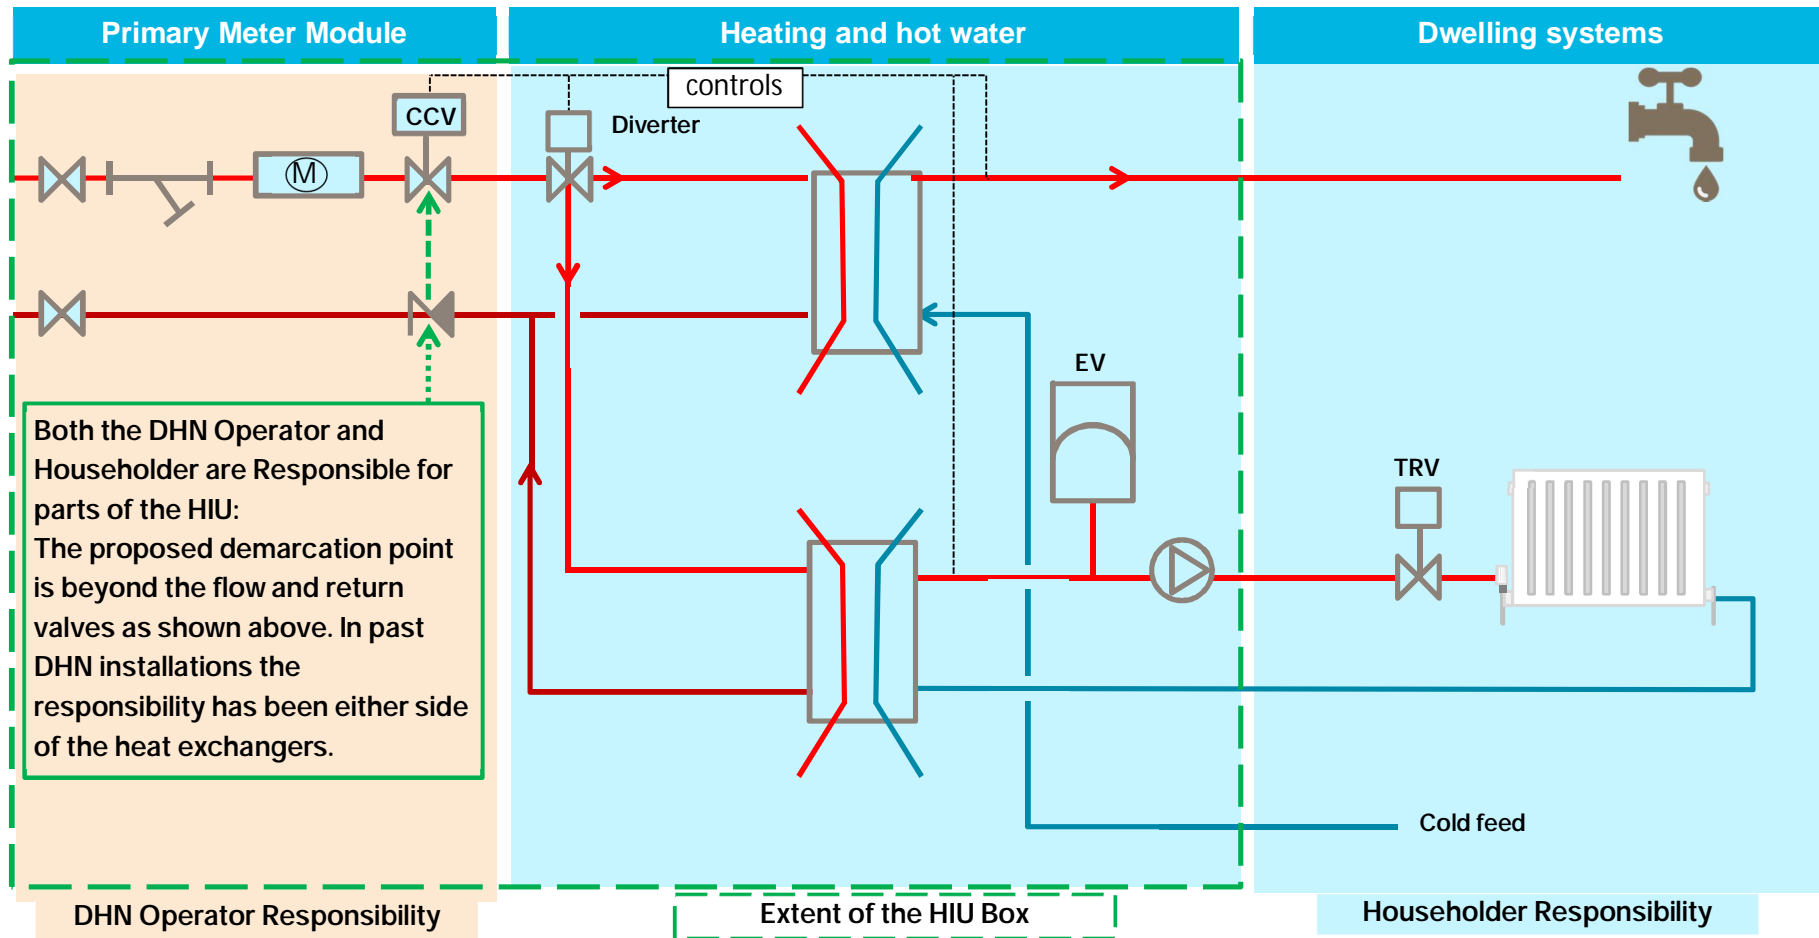 Primary Meter Module
Heating and hot water
Dwelling systems
controls
CCV
Diverter
M
EV
Both the DHN Operator and
Householder are Responsible for
parts of the HIU:
The proposed demarcation point
is beyond the flow and return
valves as shown above. In past
DHN installations the
responsibility has been either side
of the heat exchangers.
TRV
Cold feed
DHN Operator Responsibility
Extent of the HIU Box
Householder Responsibility